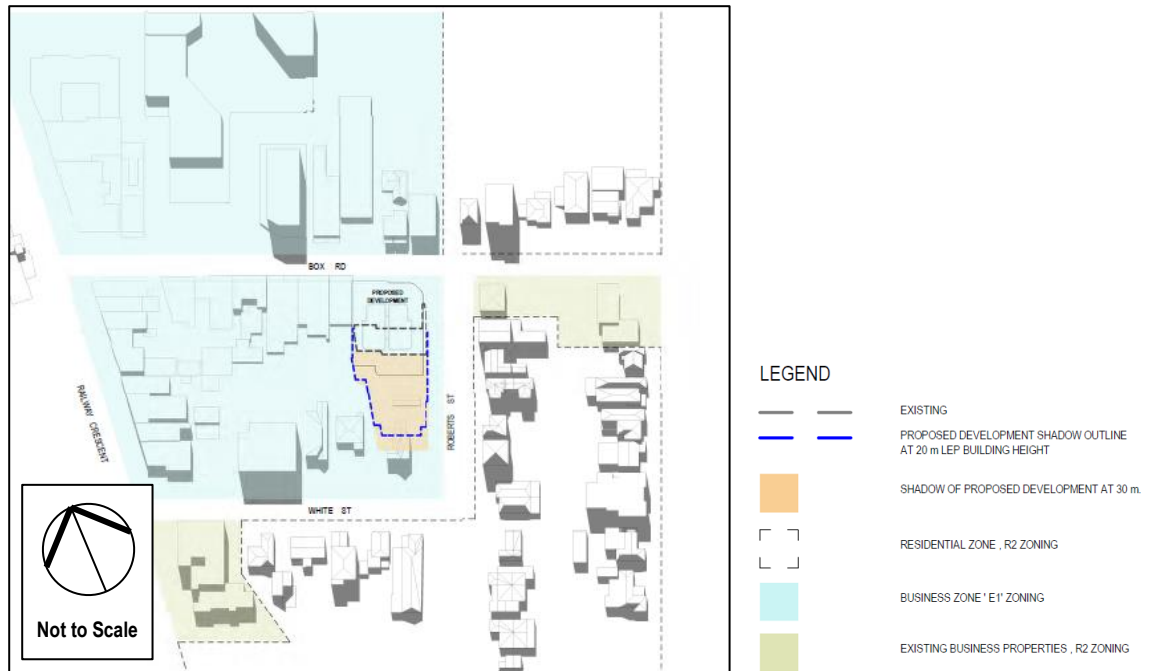 BOX RD
PROPOSED
DEVELOPMENT
RAILWAY CRESCENT
ROBERTS ST
WHITE ST
Not to Scale
LEGEND
EXISTING
PROPOSED DEVELOPMENT SHADOW OUTLINE
AT 20 m LEP BUILDING HEIGHT
SHADOW OF PROPOSED DEVELOPMENT AT 30 m.
RESIDENTIAL ZONE , R2 ZONING
BUSINESS ZONE ' E1' ZONING
EXISTING BUSINESS PROPERTIES , R2 ZONING